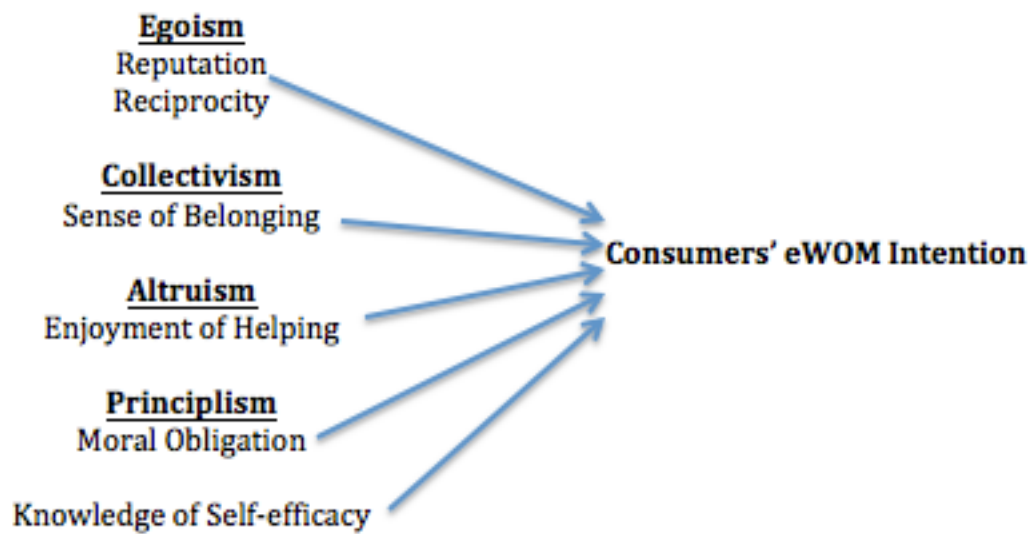 Egoism
Reputation
Reciprocity
Collectivism
Sense of Belonging
Altruism
Enjoyment of Helping
Principlism
Moral Obligation
Knowledge of Self-efficacy
Consumers’ eWOM Intention